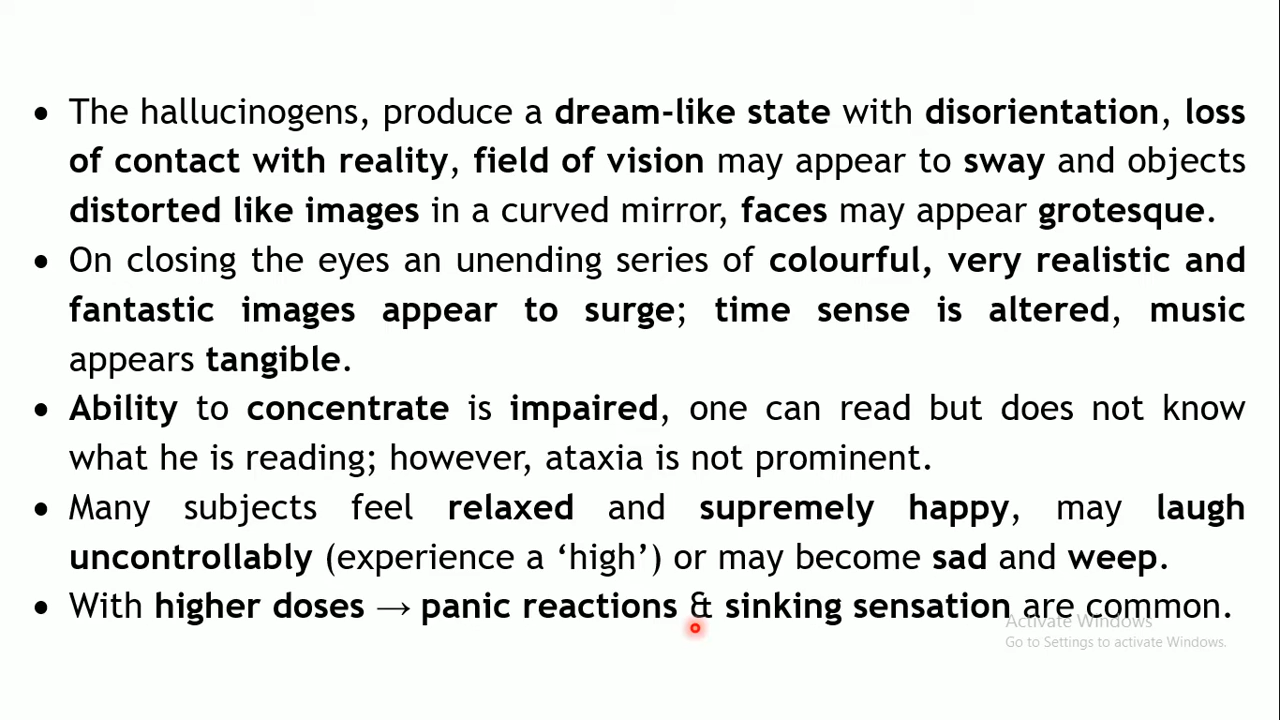 • The hallucinogens, produce a dream-like state with disorientation, loss
of contact with reality, field of vision may appear to sway and objects
distorted like images in a curved mirror, faces may appear grotesque.
• On closing the eyes an unending series of colourful, very realistic and
fantastic images appear to surge; time sense is altered, music
appears tangible.
• Ability to concentrate is impaired, one can read but does not know
what he is reading; however, ataxia is not prominent.
• Many subjects feel relaxed and supremely happy, may laugh
uncontrollably (experience a ‘high’) or may become sad and weep.
• With higher doses → panic reactions & sinking sensation are common.
Activate Windows
Go to Settings to activate Windows.